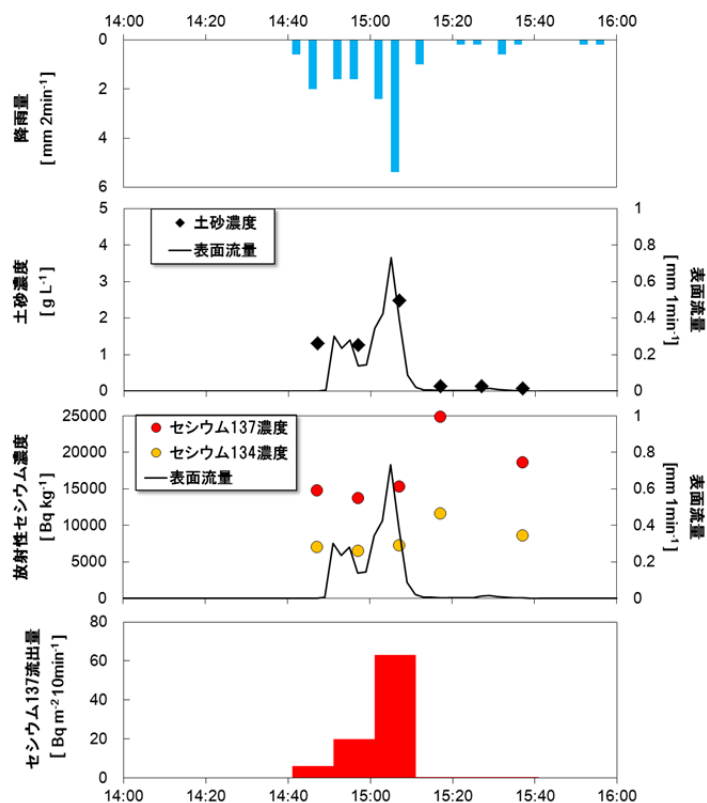 14:00 14:20 14:40 15:00 15:20 15:40 16:00
0
2
4
6
降雨量
[ mm 2min⁻¹]
5
4
3
2
1
0
土砂濃度
[ g L⁻¹]
◆ 土砂濃度
表面流量
1
0.8
0.6
0.4
0.2
0
表面流量
[ mm 1min⁻¹]
25000
20000
15000
10000
5000
0
放射性セシウム濃度
[ Bq kg⁻¹]
セシウム137濃度
セシウム134濃度
表面流量
1
0.8
0.6
0.4
0.2
0
表面流量
[mm 1min⁻¹]
80
60
40
20
0
セシウム137流出量
[ Bq m⁻²10min⁻¹]
14:00 14:20 14:40 15:00 15:20 15:40 16:00